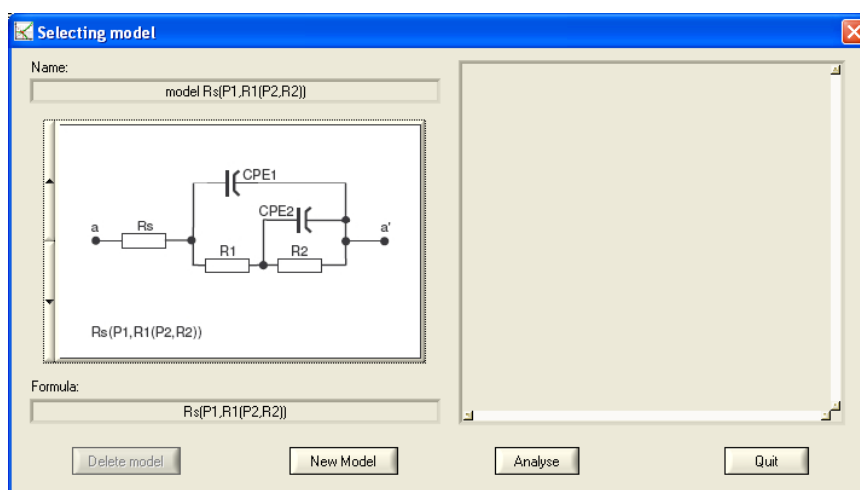 Selecting model
Name:
model Rs(P1,R1(P2,R2))
CPE1
CPE2
a
Rs
a'
R1
R2
Rs(P1,R1(P2,R2))
Formula:
Rs(P1,R1(P2,R2))
Delete model
New Model
Analyse
Quit